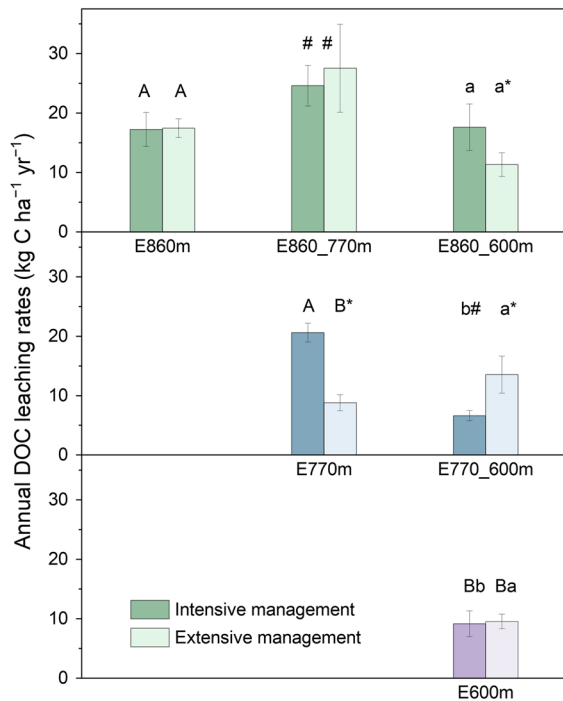 Annual DOC leaching rates (kg C ha⁻¹ yr⁻¹)
30
20
10
0
A A
# #
a a*
E860m E860_770m E860_600m
30
20
10
0
A B*
b# a*
E770m E770_600m
30
20
10
0
Bb Ba
Intensive management
Extensive management
E600m